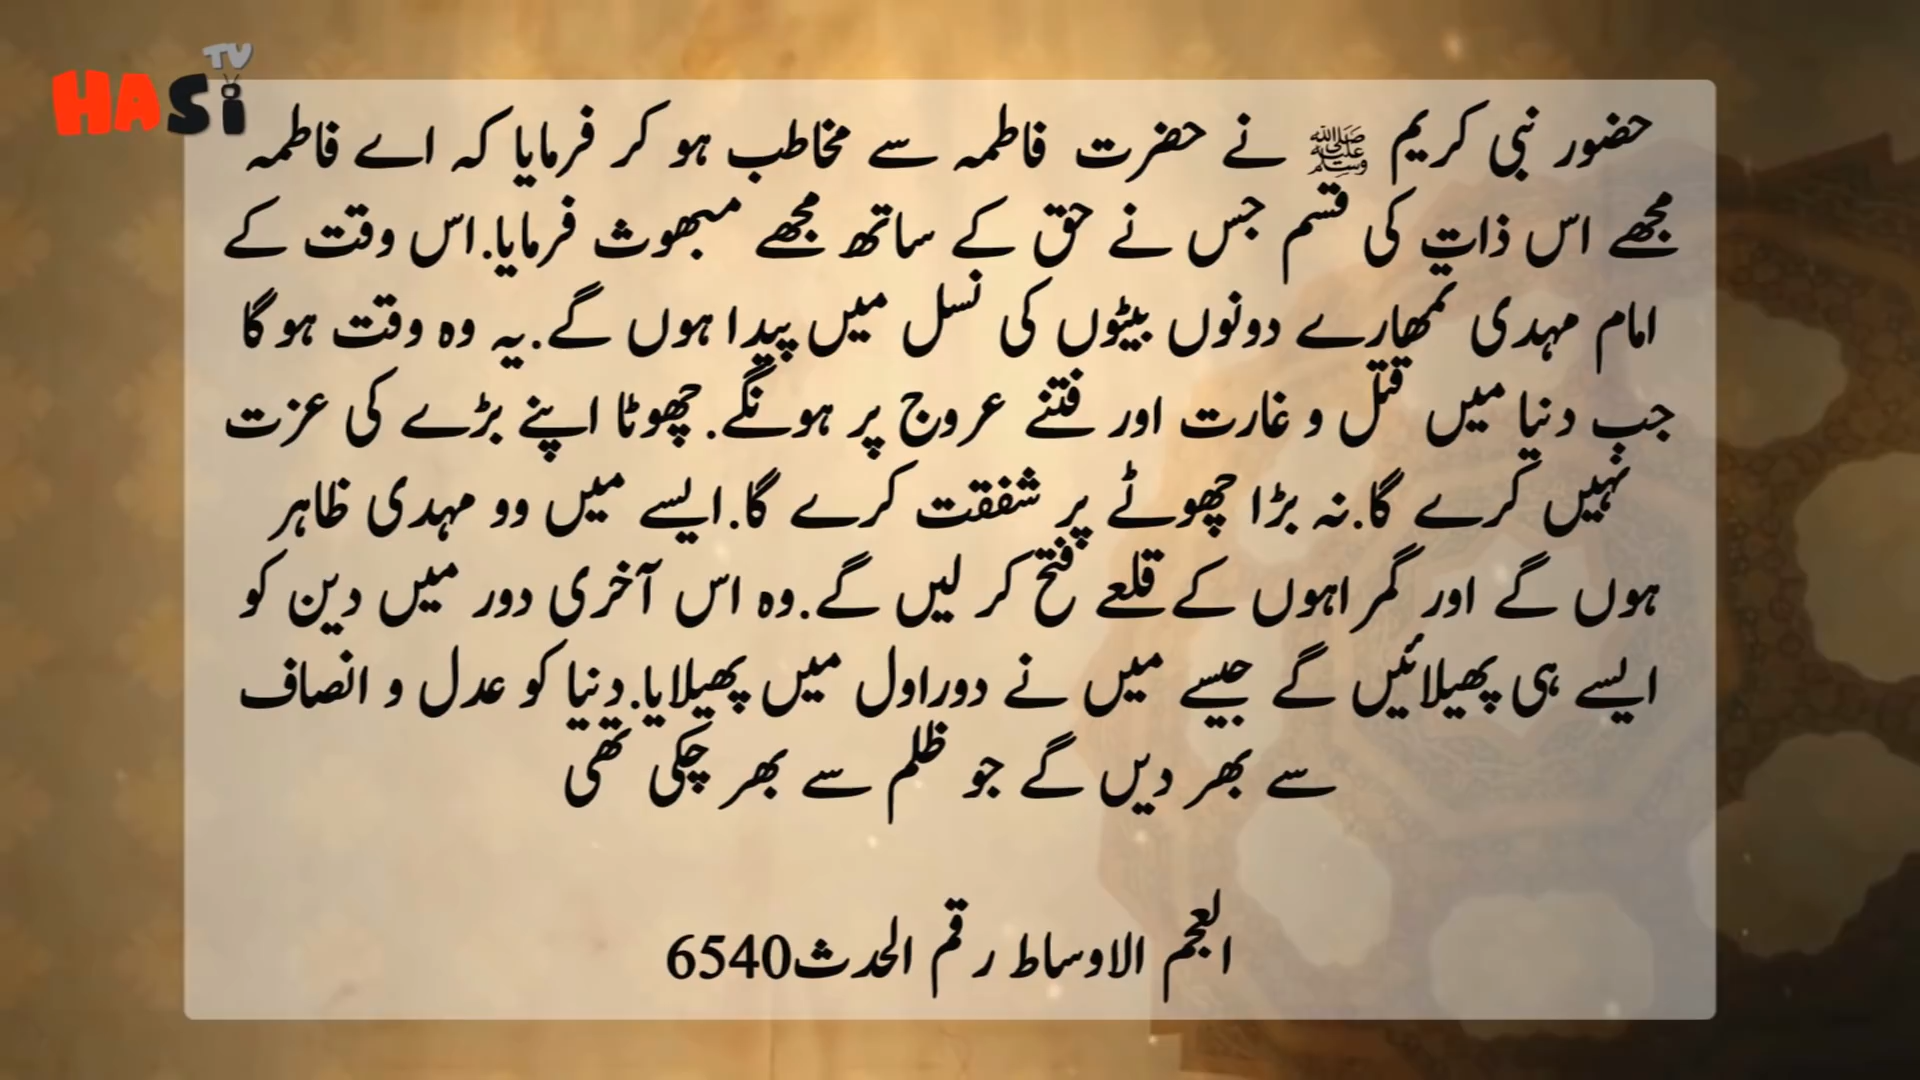 HASi TV
حضور نبی کریم ﷺ نے حضرت فاطمہ سے مخاطب ہو کر فرمایا کہ اے فاطمہ
مجھے اس ذات کی قسم جس نے حق کے ساتھ مجھے مبھوث فرمایا.اس وقت کے
امام مہدی تمھارے دونوں بیٹوں کی نسل میں پیدا ہوں گے.یہ وہ وقت ہو گا
جب دنیا میں قتل و غارت اور فتنے عروج پر ہونگے.چھوٹا اپنے بڑے کی عزت
نہیں کرے گا.نہ بڑا چھوٹے پر شفقت کرے گا.ایسے میں وو مہدی ظاہر
ہوں گے اور گمراہوں کے قلعے فتح کر لیں گے.وہ اس آخری دور میں دین کو
ایسے ہی پھیلائیں گے جیسے میں نے دوراول میں پھیلایا.دنیا کو عدل و انصاف
سے بھر دیں گے جو ظلم سے بھر چکی تھی
العجم الاوساط رقم الحدث6540